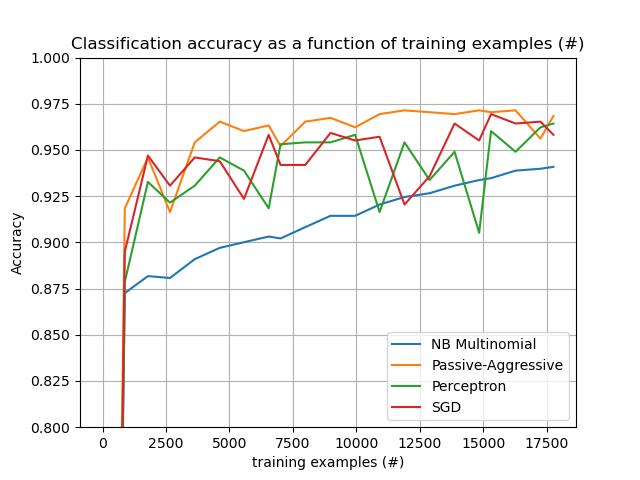 Classification accuracy as a function of training examples (#)
1.000
0.975
0.950
0.925
0.900
0.875
0.850
0.825
0.800
Accuracy
NB Multinomial
Passive-Aggressive
Perceptron
SGD
0 2500 5000 7500 10000 12500 15000 17500
training examples (#)